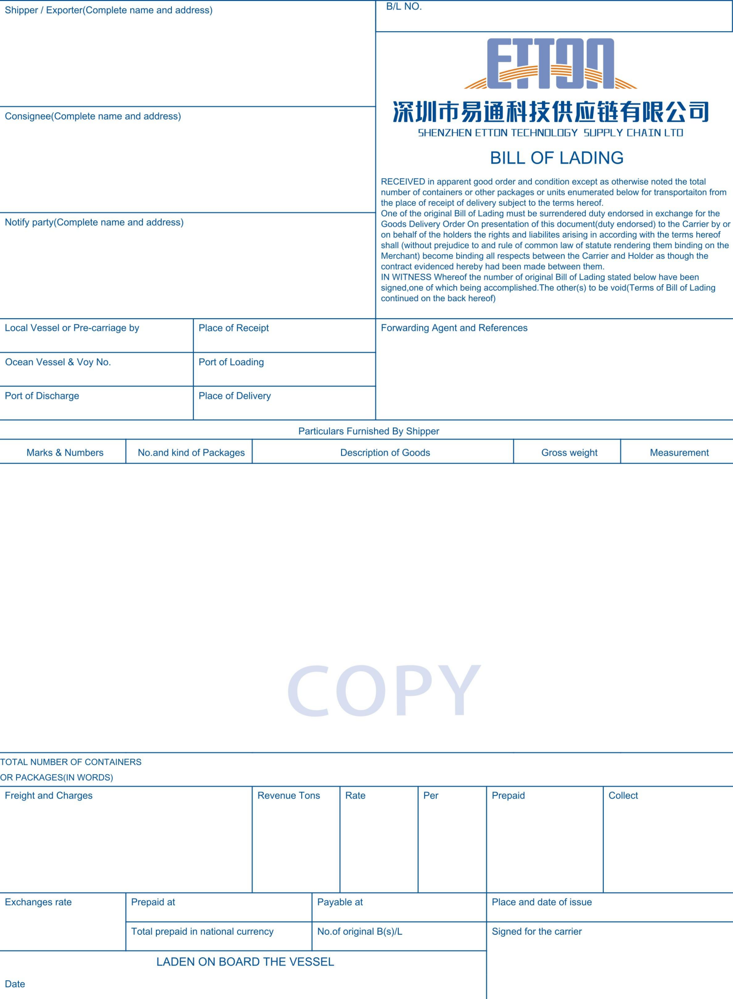 Shipper / Exporter(Complete name and address)
B/L NO.
ETTON
深圳市易通科技供应链有限公司
SHENZHEN ETTON TECHNOLOGY SUPPLY CHAIN LTD
BILL OF LADING
Consignee(Complete name and address)
Notify party(Complete name and address)
RECEIVED in apparent good order and condition except as otherwise noted the total
number of containers or other packages or units enumerated below for transportaiton from
the place of receipt of delivery subject to the terms hereof.
One of the original Bill of Lading must be surrendered duty endorsed in exchange for the
Goods Delivery Order On presentation of this document(duty endorsed) to the Carrier by or
on behalf of the holders the rights and liabilites arising in according with the terms hereof
shall (without prejudice to and rule of common law of statute rendering them binding on the
Merchant) become binding all respects between the Carrier and Holder as though the
contract evidenced hereby had been made between them.
IN WITNESS Whereof the number of original Bill of Lading stated below have been
signed,one of which being accomplished.The other(s) to be void(Terms of Bill of Lading
continued on the back hereof)
Local Vessel or Pre-carriage by
Place of Receipt
Forwarding Agent and References
Ocean Vessel & Voy No.
Port of Loading
Port of Discharge
Place of Delivery
Particulars Furnished By Shipper
Marks & Numbers
No.and kind of Packages
Description of Goods
Gross weight
Measurement
COPY
TOTAL NUMBER OF CONTAINERS
OR PACKAGES(IN WORDS)
Freight and Charges
Revenue Tons
Rate
Per
Prepaid
Collect
Exchanges rate
Prepaid at
Payable at
Place and date of issue
Total prepaid in national currency
No.of original B(s)/L
Signed for the carrier
LADEN ON BOARD THE VESSEL
Date